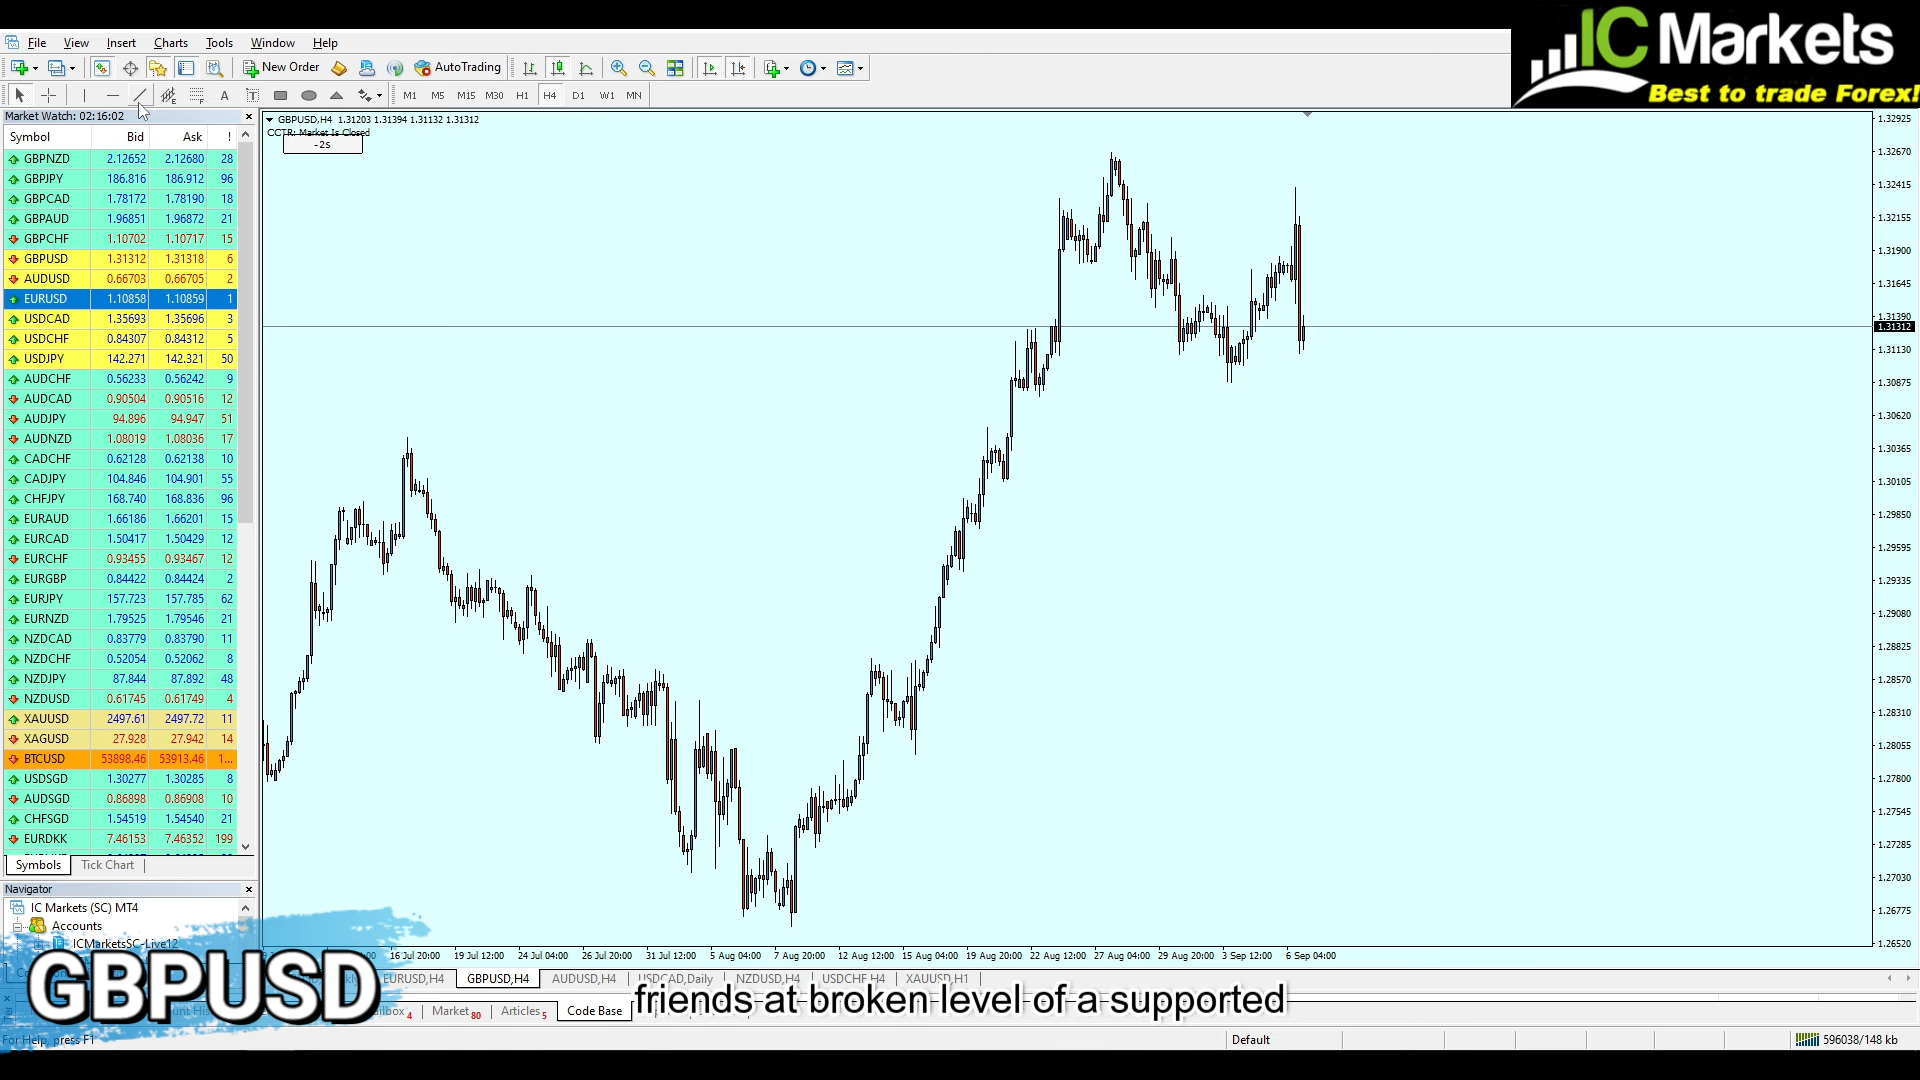 IC Markets
Best to trade Forex!
File View Insert Charts Tools Window Help
New Order AutoTrading
A T M1 M5 M15 M30 H1 H4 D1 W1 MN
Market Watch: 02:16:02
Symbol Bid Ask !
GBPNZD 2.12652 2.12680 28
GBPJPY 186.816 186.912 96
GBPCAD 1.78172 1.78190 18
GBPAUD 1.96851 1.96872 21
GBPCHF 1.10702 1.10717 15
GBPUSD 1.31312 1.31318 6
AUDUSD 0.66703 0.66705 2
EURUSD 1.10858 1.10859 1
USDCAD 1.35693 1.35696 3
USDCHF 0.84307 0.84312 5
USDJPY 142.271 142.321 50
AUDCHF 0.56233 0.56242 9
AUDCAD 0.90504 0.90516 12
AUDJPY 94.896 94.947 51
AUDNZD 1.08019 1.08036 17
CADCHF 0.62128 0.62138 10
CADJPY 104.846 104.901 55
CHFJPY 168.740 168.836 96
EURAUD 1.66186 1.66201 15
EURCAD 1.50417 1.50429 12
EURCHF 0.93455 0.93467 12
EURGBP 0.84422 0.84424 2
EURJPY 157.723 157.785 62
EURNZD 1.79525 1.79546 21
NZDCAD 0.83779 0.83790 11
NZDCHF 0.52054 0.52062 8
NZDJPY 87.844 87.892 48
NZDUSD 0.61745 0.61749 4
XAUUSD 2497.61 2497.72 11
XAGUSD 27.928 27.942 14
BTCUSD 53898.46 53913.46 1...
USDSGD 1.30277 1.30285 8
AUDSGD 0.86898 0.86908 10
CHFSGD 1.54519 1.54540 21
EURDKK 7.46153 7.46352 199
Symbols Tick Chart
Navigator
IC Markets (SC) MT4
Accounts
ICMarketsSC-Live12
GBPUSD,H4 1.31203 1.31394 1.31132 1.31312
CCTR: Market Is Closed
-2s
1.32925
1.32670
1.32415
1.32155
1.31900
1.31645
1.31390
1.31312
1.31130
1.30875
1.30620
1.30365
1.30105
1.29850
1.29595
1.29335
1.29080
1.28825
1.28570
1.28310
1.28055
1.27800
1.27545
1.27285
1.27030
1.26775
1.26520
16 Jul 20:00 19 Jul 12:00 24 Jul 04:00 26 Jul 20:00 31 Jul 12:00 5 Aug 04:00 7 Aug 20:00 12 Aug 12:00 15 Aug 04:00 19 Aug 20:00 22 Aug 12:00 27 Aug 04:00 29 Aug 20:00 3 Sep 12:00 6 Sep 04:00
EURUSD,H4 GBPUSD,H4 AUDUSD,H4 USDCAD,Daily NZDUSD,H4 USDCHF,H4 XAUUSD,H1
GBPUSD
Market 80 Articles 5 Code Base
friends at broken level of a supported
For Help, press F1
Default
596038/148 kb